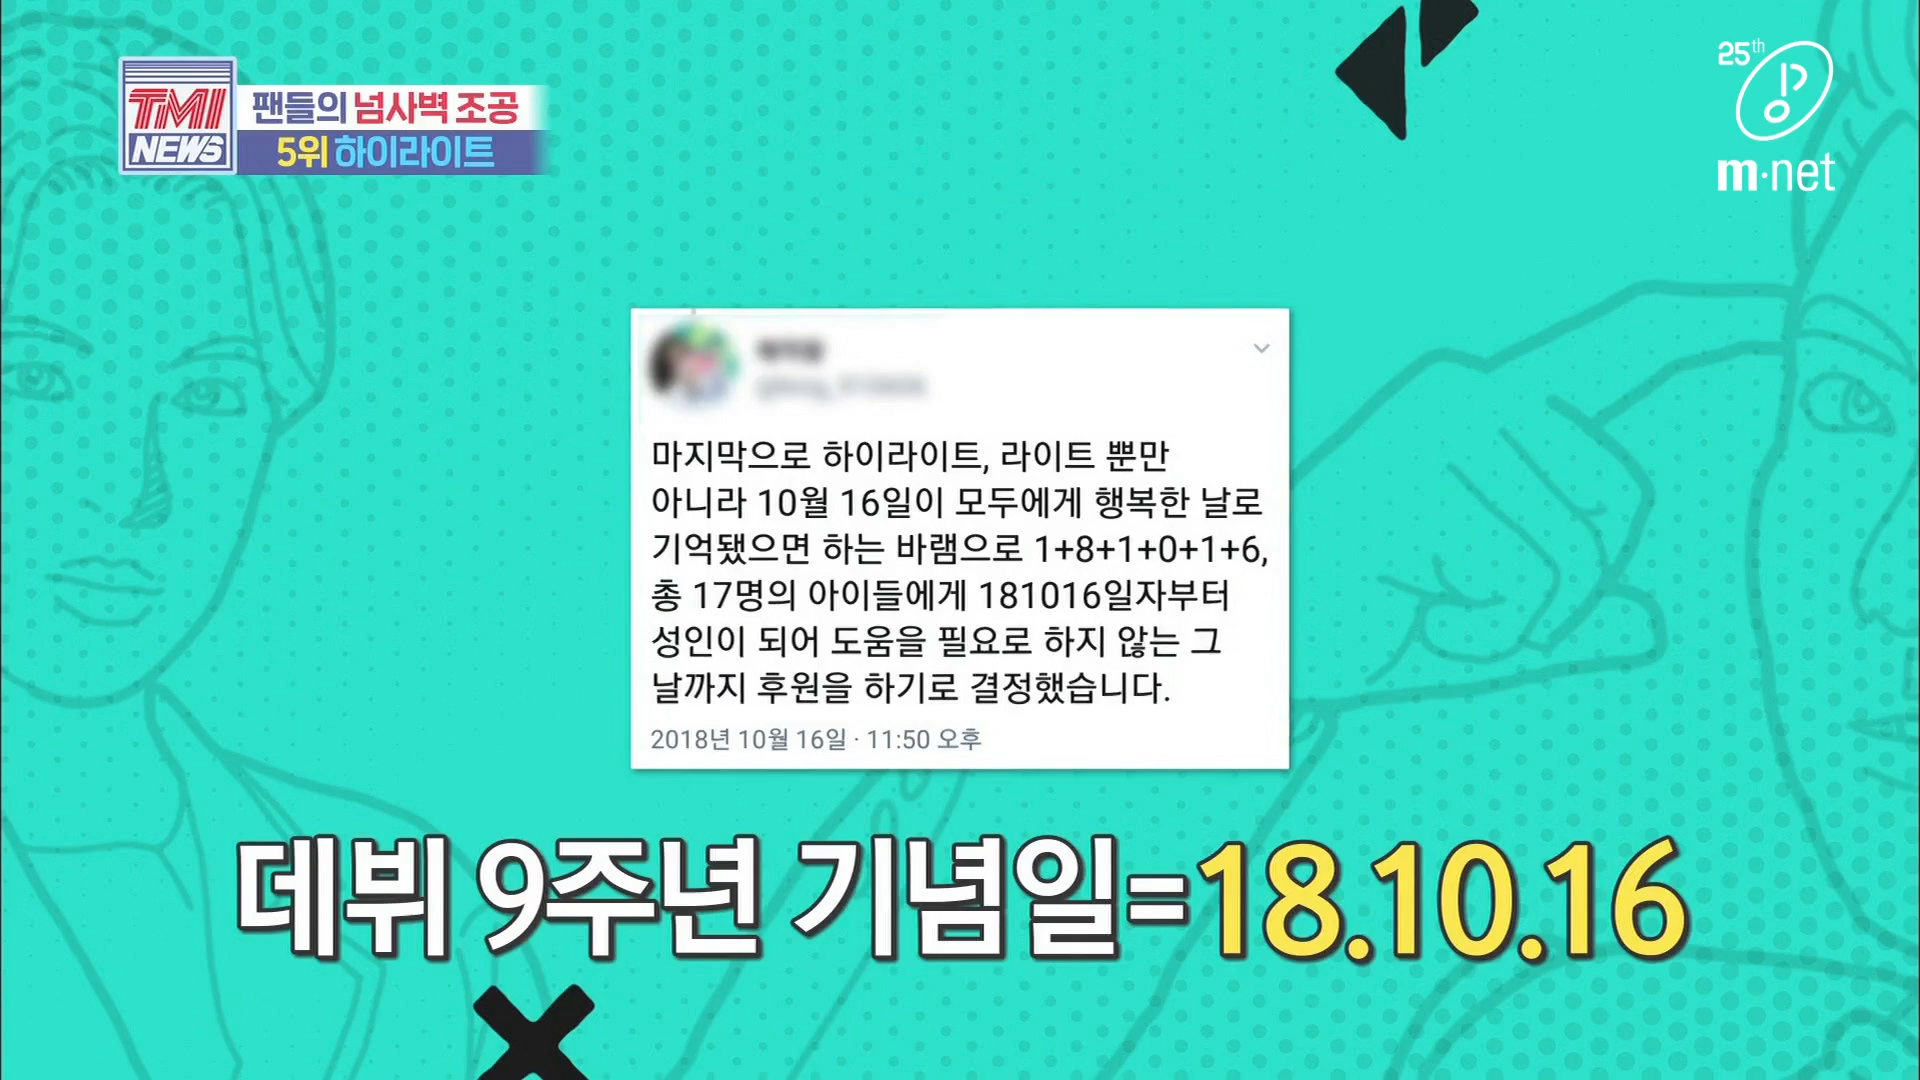 TMI
NEWS
팬들의 넘사벽 조공
5위 하이라이트
25th
m·net
마지막으로 하이라이트, 라이트 뿐만
아니라 10월 16일이 모두에게 행복한 날로
기억됐으면 하는 바램으로 1+8+1+0+1+6,
총 17명의 아이들에게 181016일자부터
성인이 되어 도움을 필요로 하지 않는 그
날까지 후원을 하기로 결정했습니다.
2018년 10월 16일 · 11:50 오후
데뷔 9주년 기념일=18.10.16